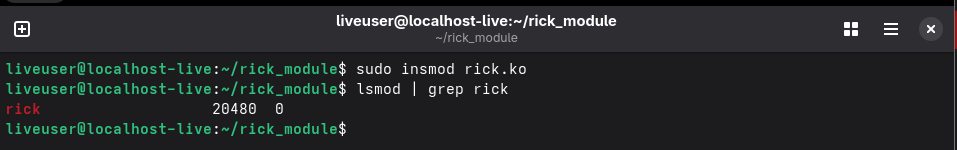 liveuser@localhost-live:~/rick_module
~/rick_module
liveuser@localhost-live:~/rick_module$ sudo insmod rick.ko
liveuser@localhost-live:~/rick_module$ lsmod | grep rick
rick                   20480  0
liveuser@localhost-live:~/rick_module$